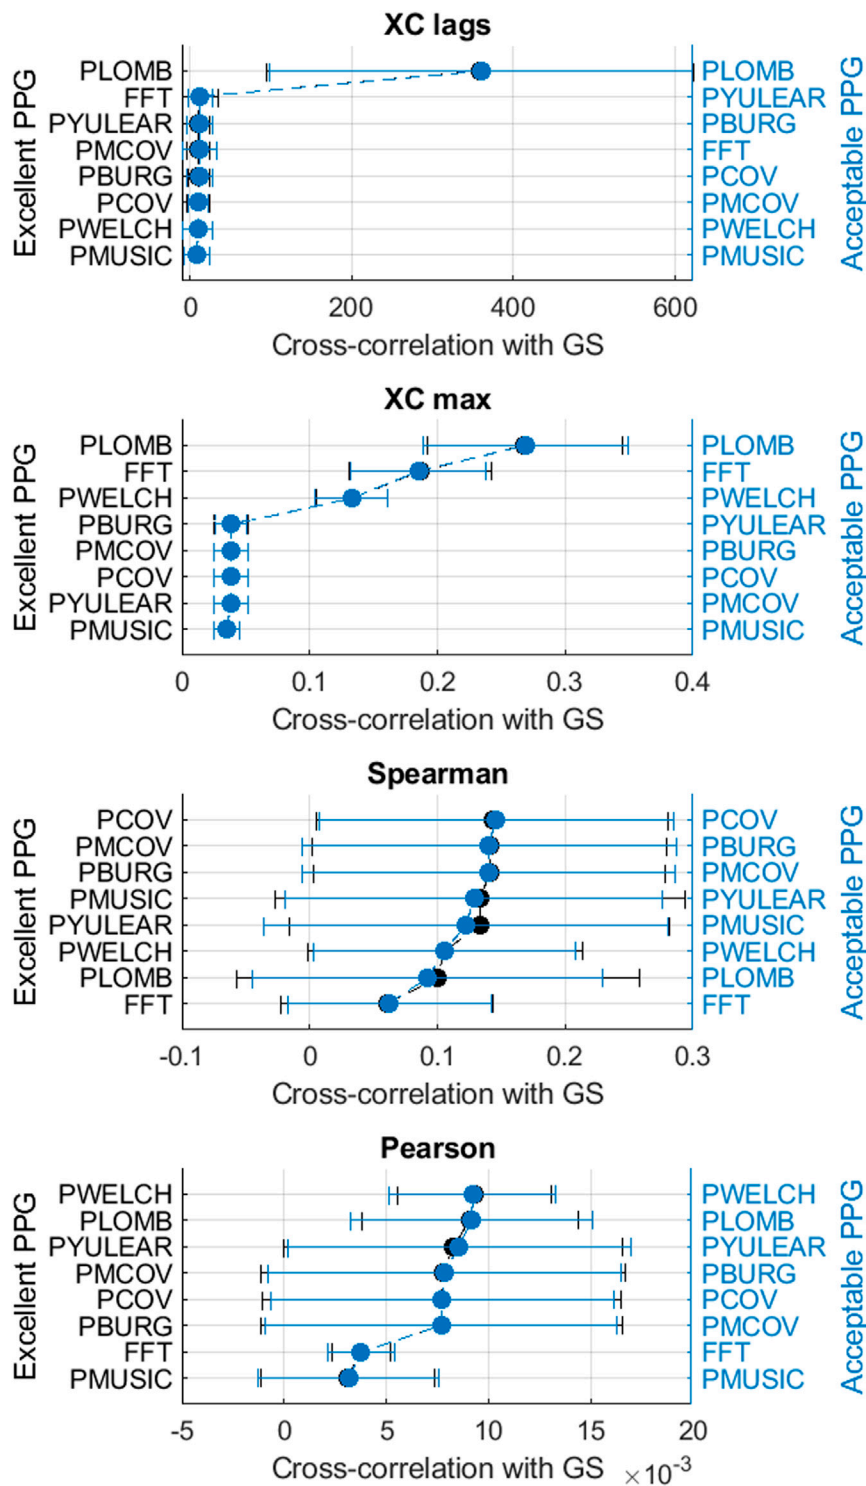 XC lags
Excellent PPG
PLOMB
FFT
PYULEAR
PMCOV
PBURG
PCOV
PWELCH
PMUSIC
PLOMB
PYULEAR
PBURG
FFT
PCOV
PMCOV
PWELCH
PMUSIC
Acceptable PPG
0 200 400 600
Cross-correlation with GS
XC max
Excellent PPG
PLOMB
FFT
PWELCH
PBURG
PMCOV
PCOV
PYULEAR
PMUSIC
PLOMB
FFT
PWELCH
PYULEAR
PBURG
PCOV
PMCOV
PMUSIC
Acceptable PPG
0 0.1 0.2 0.3 0.4
Cross-correlation with GS
Spearman
Excellent PPG
PCOV
PMCOV
PBURG
PMUSIC
PYULEAR
PWELCH
PLOMB
FFT
PCOV
PBURG
PMCOV
PYULEAR
PMUSIC
PWELCH
PLOMB
FFT
Acceptable PPG
-0.1 0 0.1 0.2 0.3
Cross-correlation with GS
Pearson
Excellent PPG
PWELCH
PLOMB
PYULEAR
PMCOV
PCOV
PBURG
FFT
PMUSIC
PWELCH
PLOMB
PYULEAR
PBURG
PCOV
PMCOV
FFT
PMUSIC
Acceptable PPG
-5 0 5 10 15 20
Cross-correlation with GS ×10⁻³